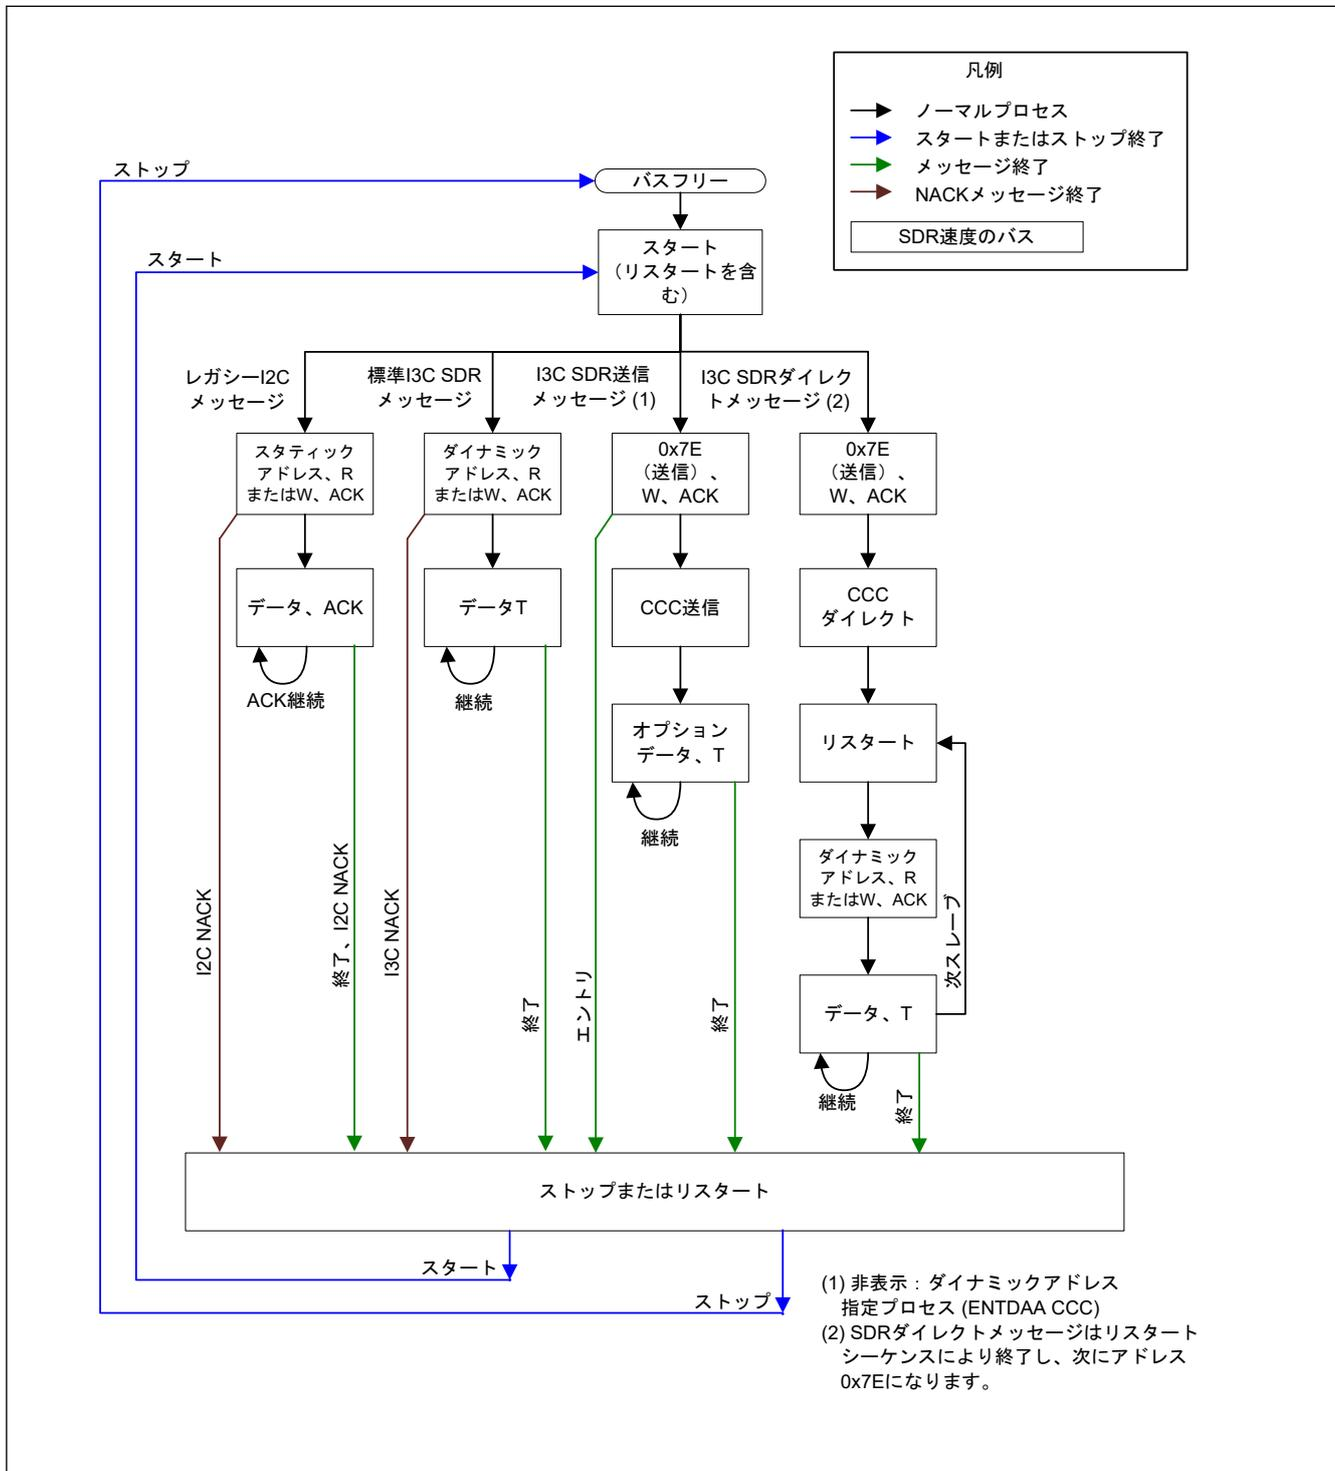 凡例
ノーマルプロセス
スタートまたはストップ終了
メッセージ終了
NACKメッセージ終了
SDR速度のバス
ストップ
バスフリー
スタート
スタート
（リスタートを含
む）
レガシーI2C
メッセージ
標準I3C SDR
メッセージ
I3C SDR送信
メッセージ (1)
I3C SDRダイレク
トメッセージ (2)
スタティック
アドレス、R
またはW、ACK
ダイナミック
アドレス、R
またはW、ACK
0x7E
（送信）、
W、ACK
0x7E
（送信）、
W、ACK
データ、ACK
データT
CCC送信
CCC
ダイレクト
ACK継続
継続
オプション
データ、T
リスタート
継続
ダイナミック
アドレス、R
またはW、ACK
次スレーブ
I2C NACK
終了、I2C NACK
I3C NACK
終了
エントリ
終了
データ、T
継続
終了
ストップまたはリスタート
スタート
ストップ
(1) 非表示：ダイナミックアドレス
指定プロセス (ENTDAA CCC)
(2) SDRダイレクトメッセージはリスタート
シーケンスにより終了し、次にアドレス
0x7Eになります。